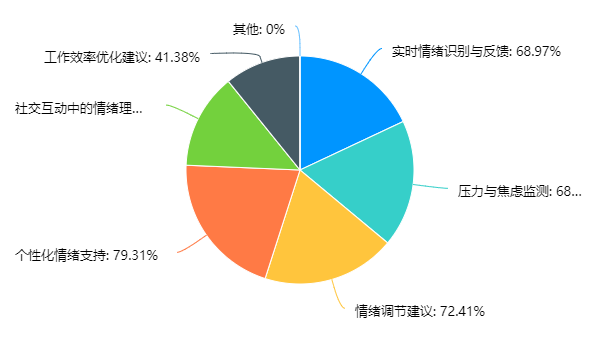 其他: 0%
实时情绪识别与反馈: 68.97%
工作效率优化建议: 41.38%
社交互动中的情绪理...
压力与焦虑监测: 68...
个性化情绪支持: 79.31%
情绪调节建议: 72.41%